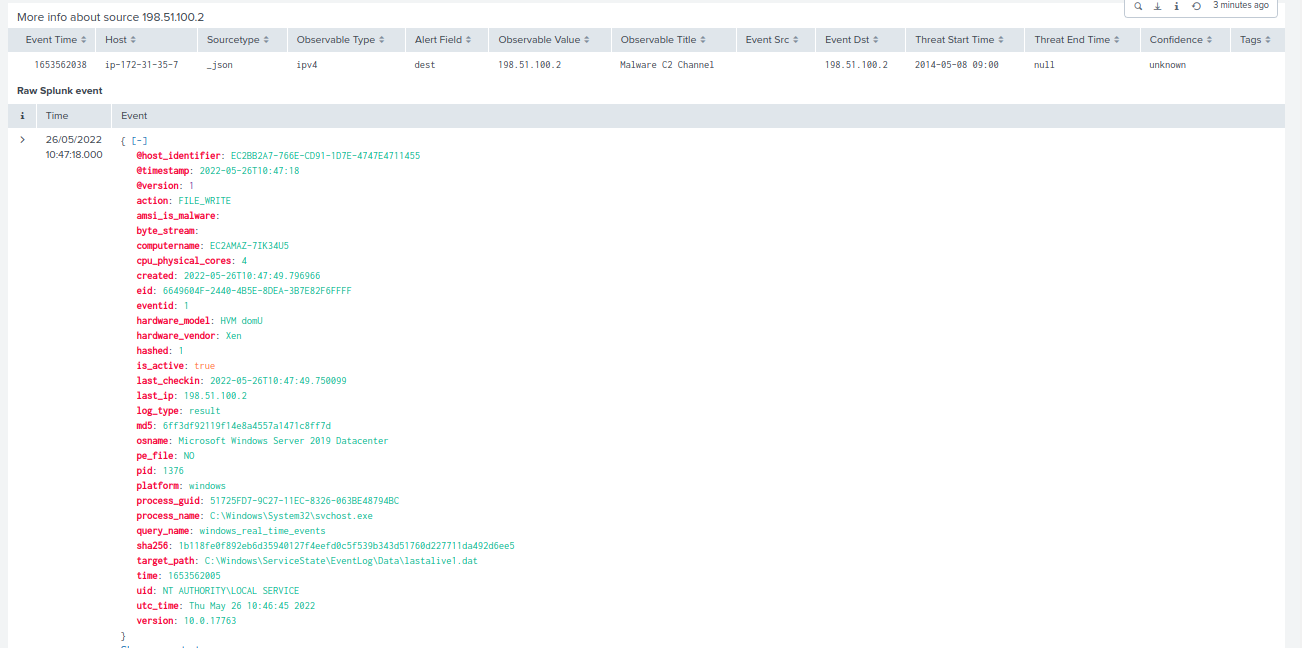 More info about source 198.51.100.2
3 minutes ago
Event Time Host Sourcetype Observable Type Alert Field Observable Value Observable Title Event Src Event Dst Threat Start Time Threat End Time Confidence Tags
1653562038 ip-172-31-35-7 _json ipv4 dest 198.51.100.2 Malware C2 Channel 198.51.100.2 2014-05-08 09:00 null unknown
Raw Splunk event
i Time Event
26/05/2022 { [-]
10:47:18.000 @host_identifier: EC2BB2A7-766E-CD91-1D7E-4747E4711455
@timestamp: 2022-05-26T10:47:18
@version: 1
action: FILE_WRITE
amsi_is_malware:
byte_stream:
computername: EC2AMAZ-7IK34U5
cpu_physical_cores: 4
created: 2022-05-26T10:47:49.796966
eid: 6649604F-2440-4B5E-8DEA-3B7E82F6FFFF
eventid: 1
hardware_model: HVM domU
hardware_vendor: Xen
hashed: 1
is_active: true
last_checkin: 2022-05-26T10:47:49.750099
last_ip: 198.51.100.2
log_type: result
md5: 6ff3df92119f14e8a4557a1471c8ff7d
osname: Microsoft Windows Server 2019 Datacenter
pe_file: NO
pid: 1376
platform: windows
process_guid: 51725FD7-9C27-11EC-8326-063BE48794BC
process_name: C:\Windows\System32\svchost.exe
query_name: windows_real_time_events
sha256: 1b118fe0f892eb6d35940127f4eefd0c5f539b343d51760d227711da492d6ee5
target_path: C:\Windows\ServiceState\EventLog\Data\lastalive1.dat
time: 1653562005
uid: NT AUTHORITY\LOCAL SERVICE
utc_time: Thu May 26 10:46:45 2022
version: 10.0.17763
}